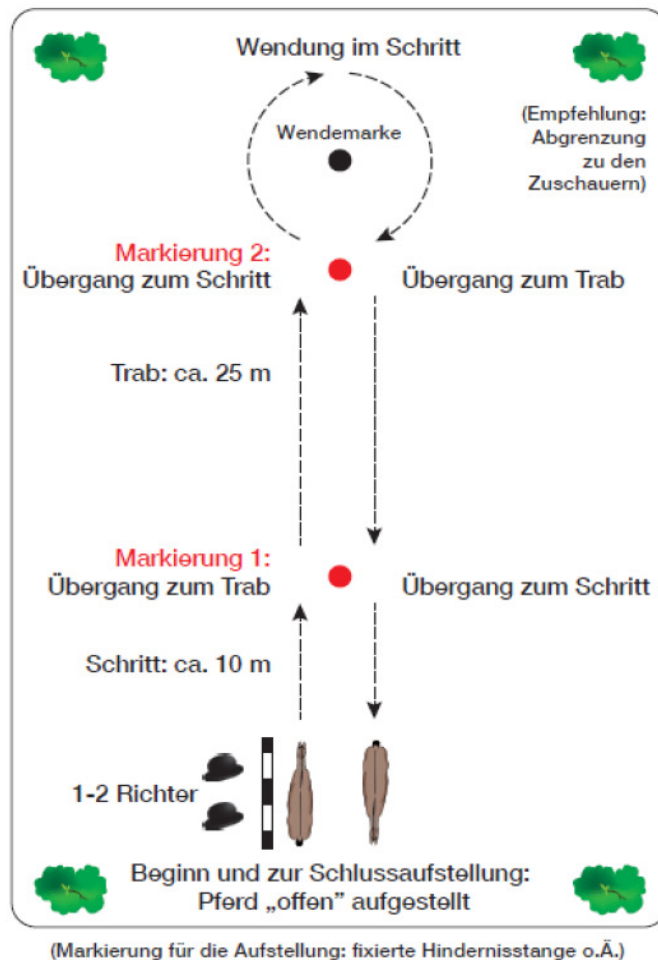 Wendung im Schritt
Wendemarke
(Empfehlung:
Abgrenzung
zu den
Zuschauern)
Markierung 2:
Übergang zum Schritt
Übergang zum Trab
Trab: ca. 25 m
Markierung 1:
Übergang zum Trab
Übergang zum Schritt
Schritt: ca. 10 m
1-2 Richter
Beginn und zur Schlussaufstellung:
Pferd „offen” aufgestellt
(Markierung für die Aufstellung: fixierte Hindernisstange o.Ä.)